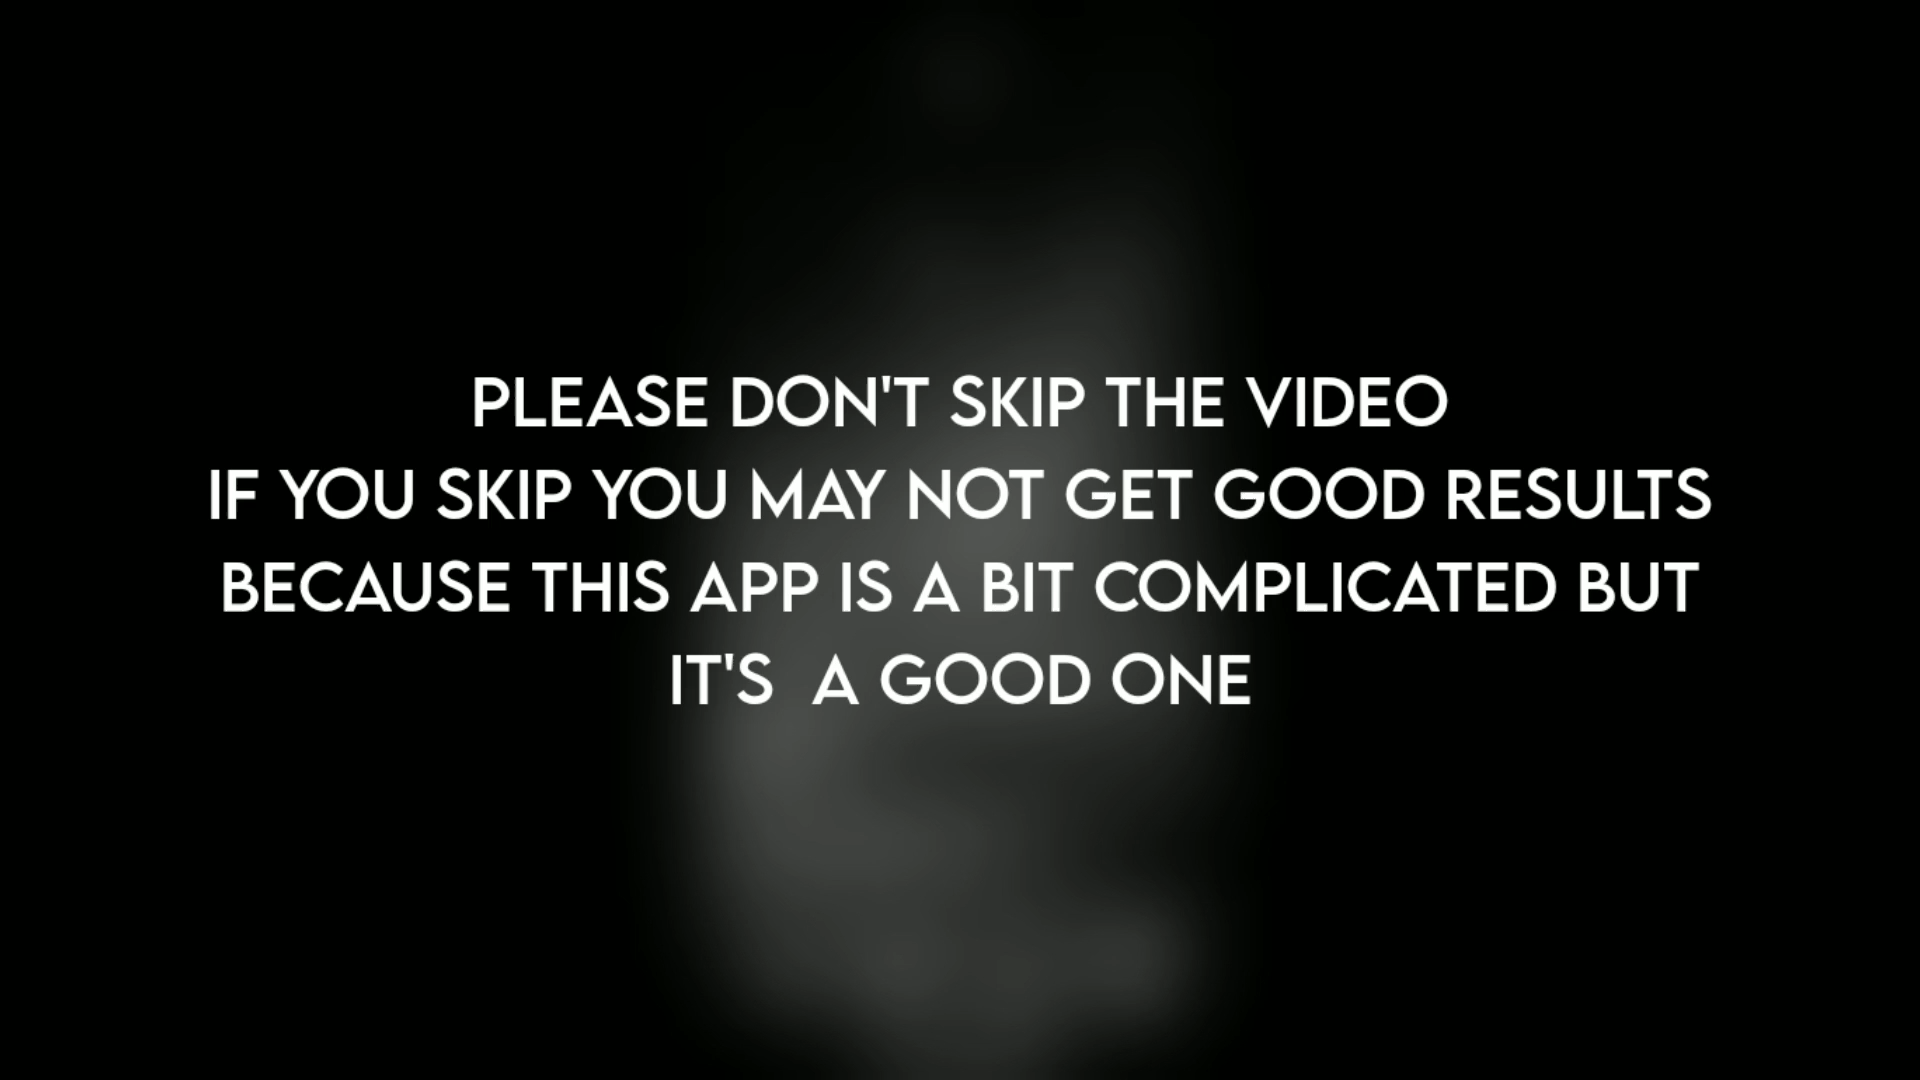 PLEASE DON'T SKIP THE VIDEO
IF YOU SKIP YOU MAY NOT GET GOOD RESULTS
BECAUSE THIS APP IS A BIT COMPLICATED BUT
IT'S  A GOOD ONE